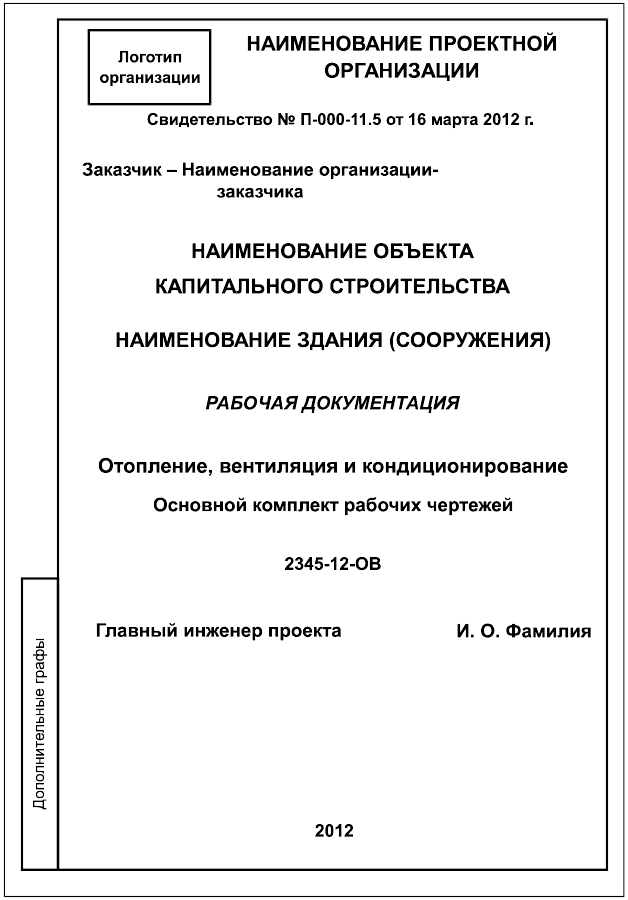 Логотип
организации
НАИМЕНОВАНИЕ ПРОЕКТНОЙ
ОРГАНИЗАЦИИ
Свидетельство № П-000-11.5 от 16 марта 2012 г.
Заказчик – Наименование организации-
заказчика
НАИМЕНОВАНИЕ ОБЪЕКТА
КАПИТАЛЬНОГО СТРОИТЕЛЬСТВА
НАИМЕНОВАНИЕ ЗДАНИЯ (СООРУЖЕНИЯ)
РАБОЧАЯ ДОКУМЕНТАЦИЯ
Отопление, вентиляция и кондиционирование
Основной комплект рабочих чертежей
2345-12-ОВ
Главный инженер проекта И. О. Фамилия
Дополнительные графы
2012